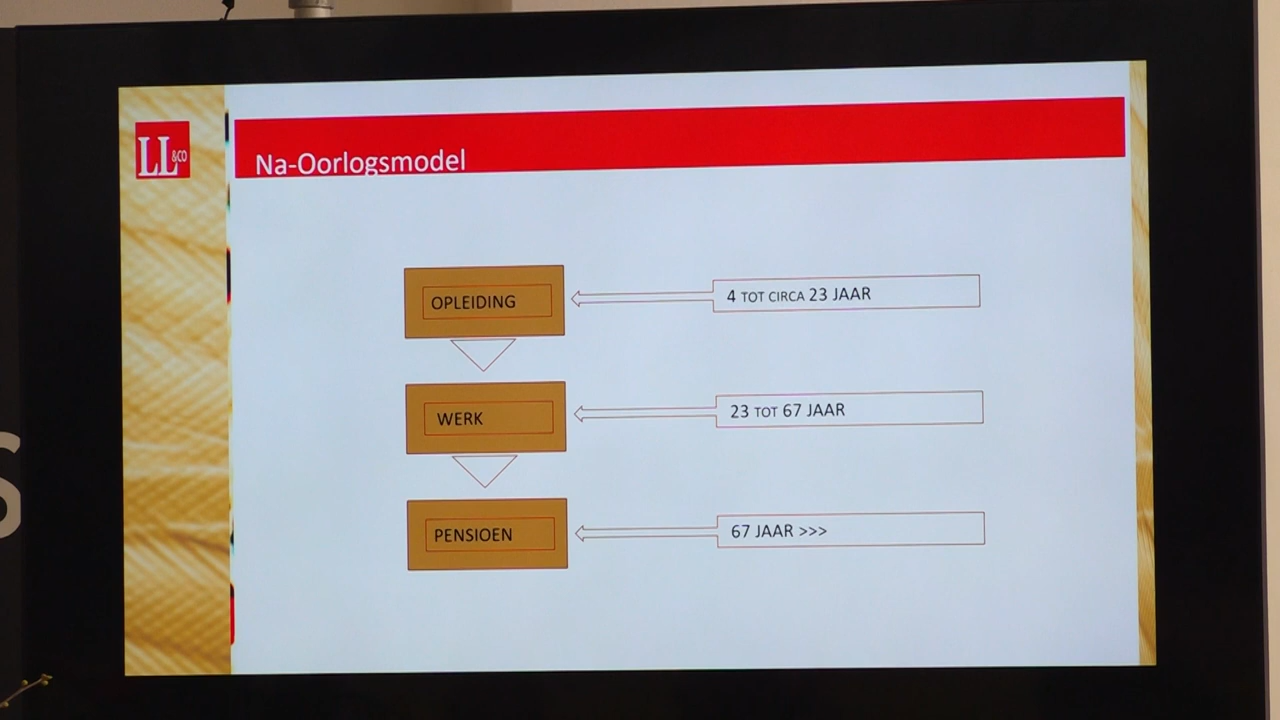 LL&CO
Na-Oorlogsmodel
OPLEIDING
4 TOT CIRCA 23 JAAR
WERK
23 TOT 67 JAAR
PENSIOEN
67 JAAR >>>